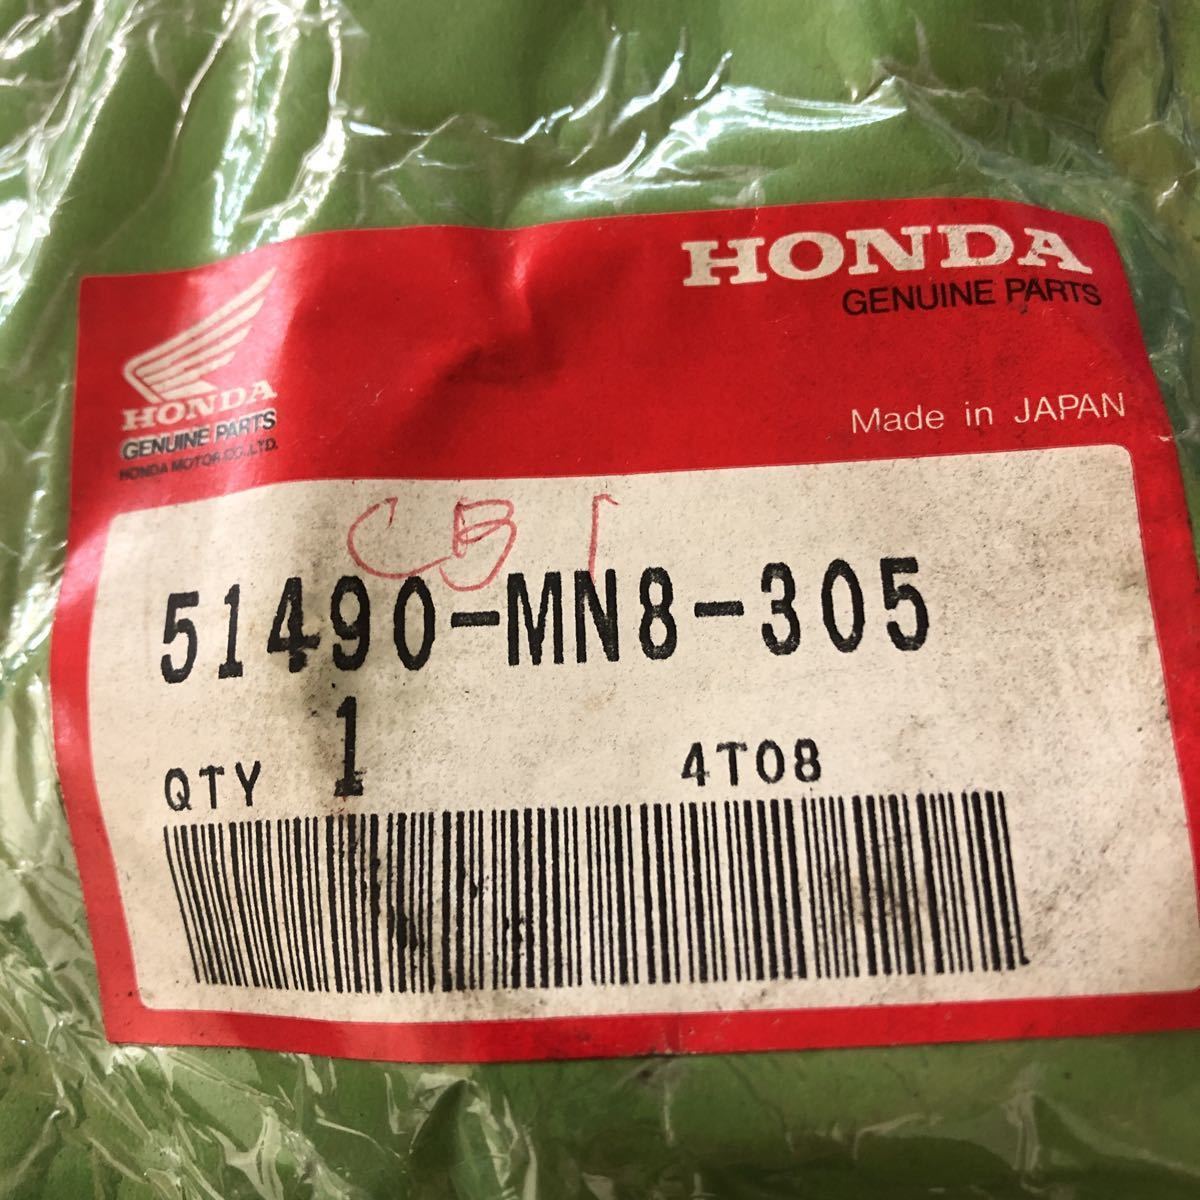 HONDA
GENUINE PARTS
HONDA
GENUINE PARTS
HONDA MOTOR CO., LTD.
Made in JAPAN
CB 1
51490-MN8-305
QTY 1 4T08